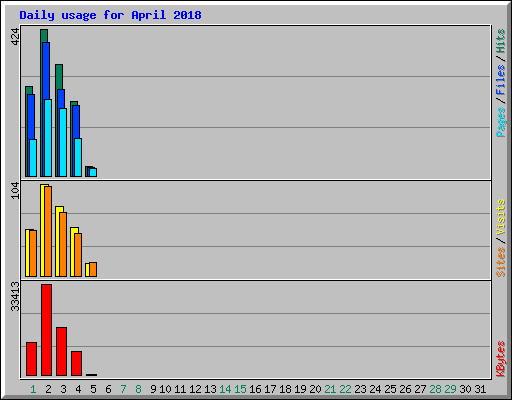 Daily usage for April 2018
424
Pages / Files / Hits
104
Sites / Visits
33413
KBytes
1 2 3 4 5 6 7 8 9 10 11 12 13 14 15 16 17 18 19 20 21 22 23 24 25 26 27 28 29 30 31